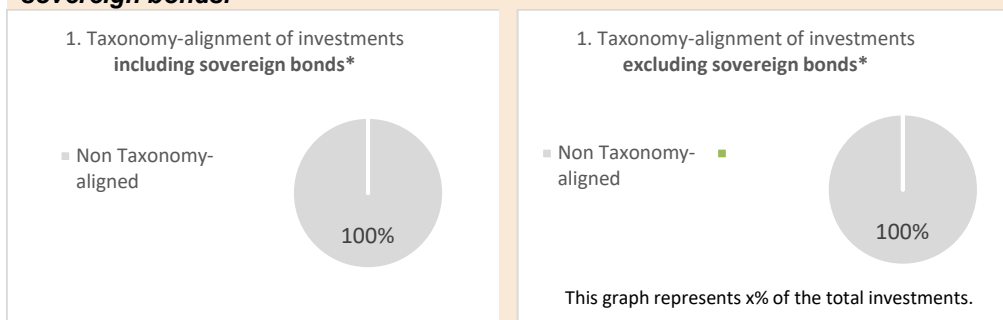 sovereign bonds.
1. Taxonomy-alignment of investments
including sovereign bonds*
Non Taxonomy-
aligned
100%
1. Taxonomy-alignment of investments
excluding sovereign bonds*
Non Taxonomy-
aligned
100%
This graph represents x% of the total investments.